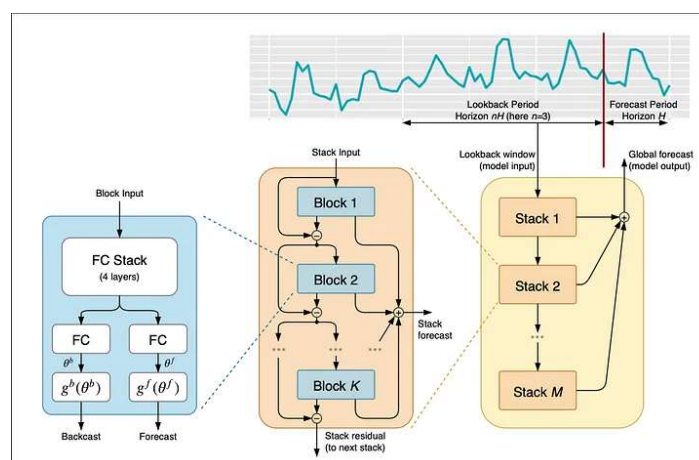 Lookback Period
Horizon nH (here n=3)
Forecast Period
Horizon H
Stack Input
Lookback window
(model input)
Global forecast
(model output)
Block Input
Block 1
Stack 1
−
FC Stack
(4 layers)
Block 2
Stack 2
−
+
+
Stack
forecast
FC
FC
θᵇ
θᶠ
...
...
...
...
gᵇ(θᵇ)
gᶠ(θᶠ)
Block K
Stack M
−
Backcast
Forecast
Stack residual
(to next stack)